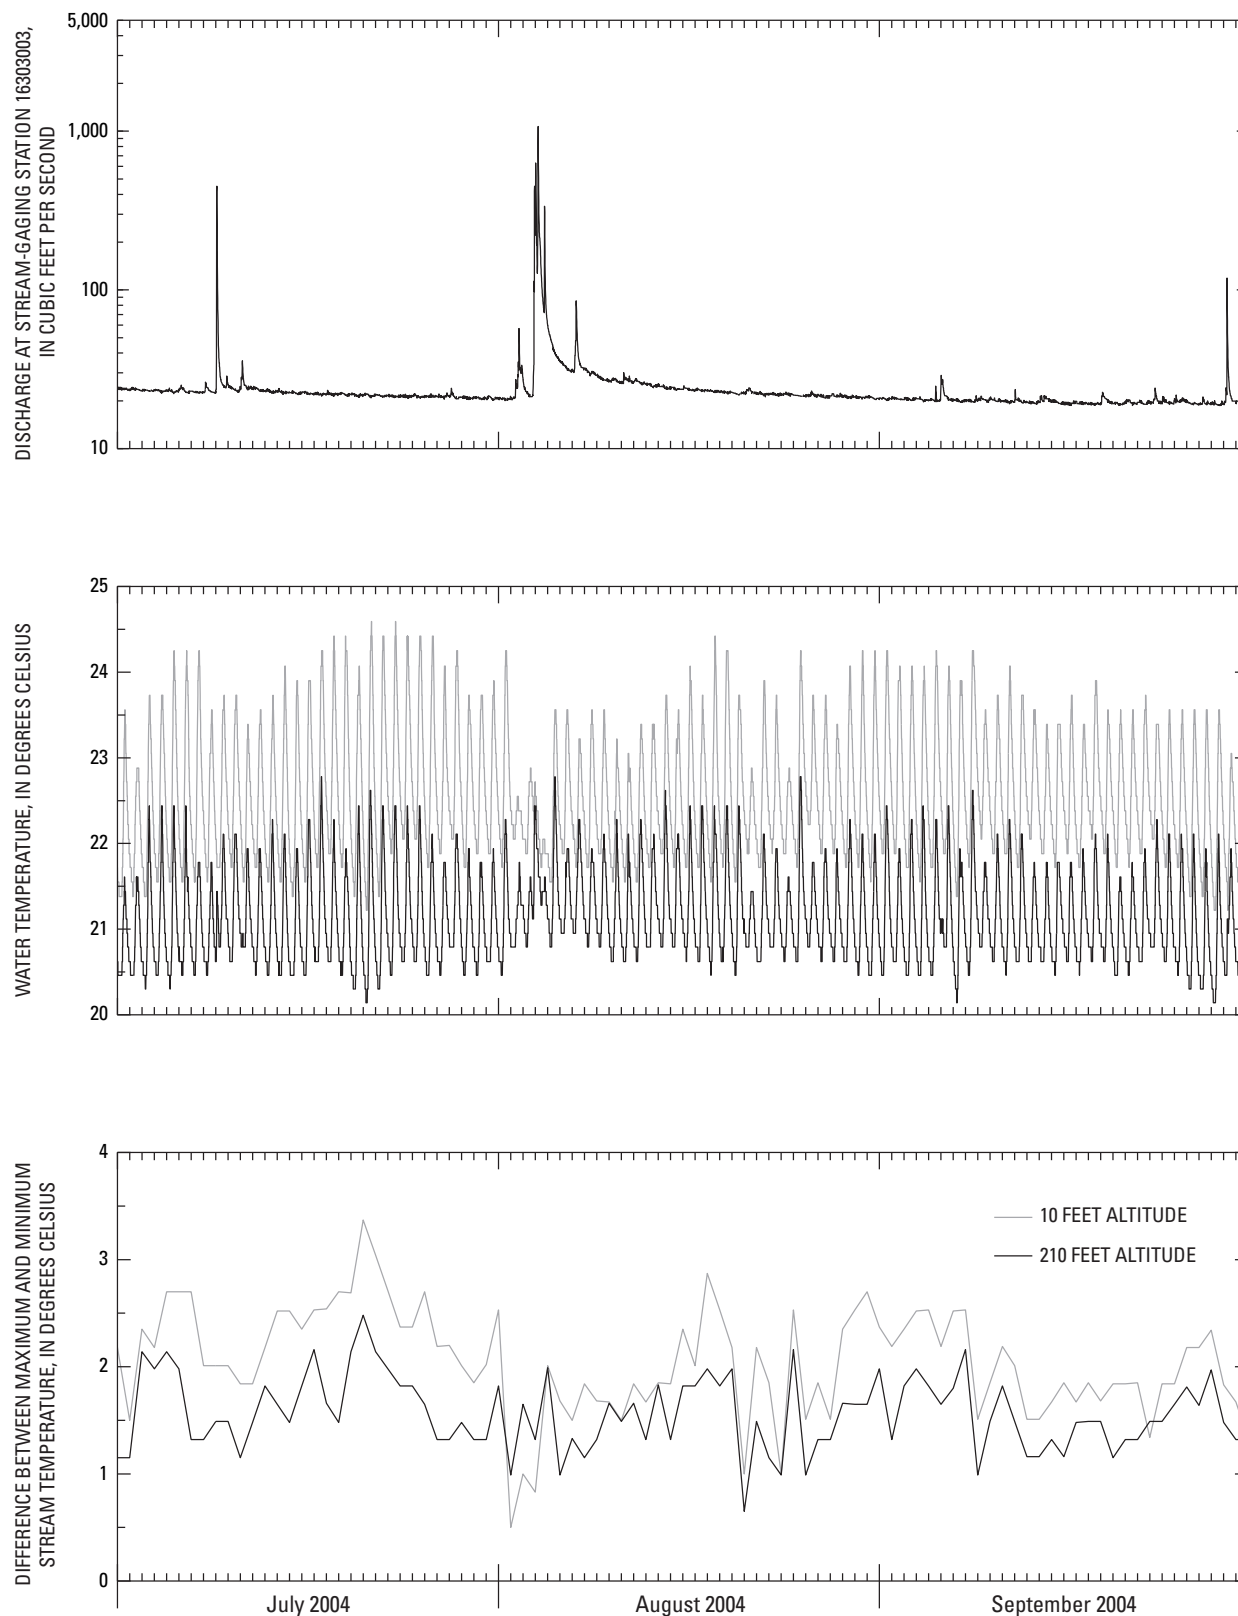 DISCHARGE AT STREAM-GAGING STATION 16303003,
IN CUBIC FEET PER SECOND
5,000
1,000
100
10
WATER TEMPERATURE, IN DEGREES CELSIUS
25
24
23
22
21
20
DIFFERENCE BETWEEN MAXIMUM AND MINIMUM
STREAM TEMPERATURE, IN DEGREES CELSIUS
4
3
2
1
0
10 FEET ALTITUDE
210 FEET ALTITUDE
July 2004
August 2004
September 2004